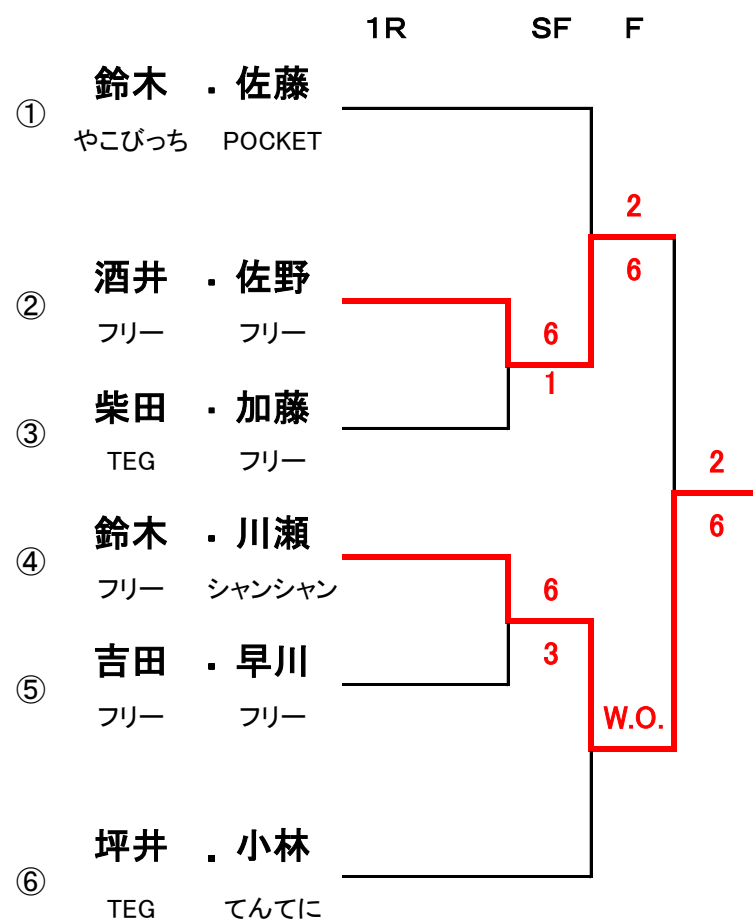 1R SF F
鈴木 ・ 佐藤
①
やこびっち POCKET
2
酒井 ・ 佐野
6
②
フリー フリー
6
柴田 ・ 加藤
1
③
TEG フリー
2
鈴木 ・ 川瀬
6
④
フリー シャンシャン
6
吉田 ・ 早川
3
⑤
フリー フリー
W.O.
坪井 ・ 小林
⑥
TEG てんてに